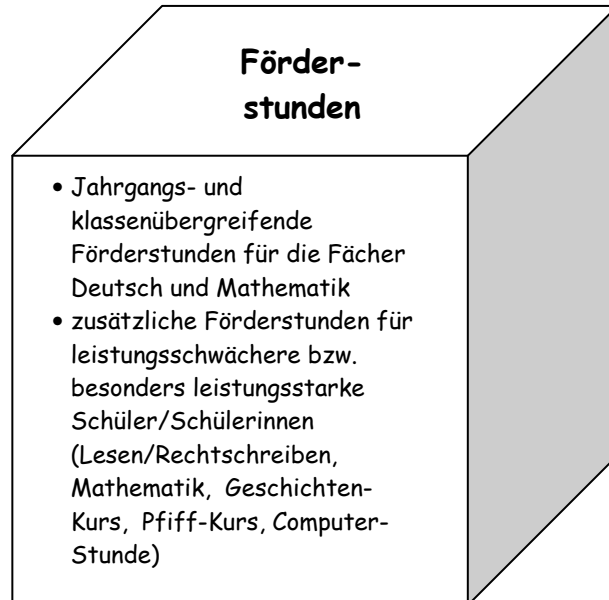 Förder-
stunden
• Jahrgangs- und
klassenübergreifende
Förderstunden für die Fächer
Deutsch und Mathematik
• zusätzliche Förderstunden für
leistungsschwächere bzw.
besonders leistungsstarke
Schüler/Schülerinnen
(Lesen/Rechtschreiben,
Mathematik, Geschichten-
Kurs, Pfiff-Kurs, Computer-
Stunde)